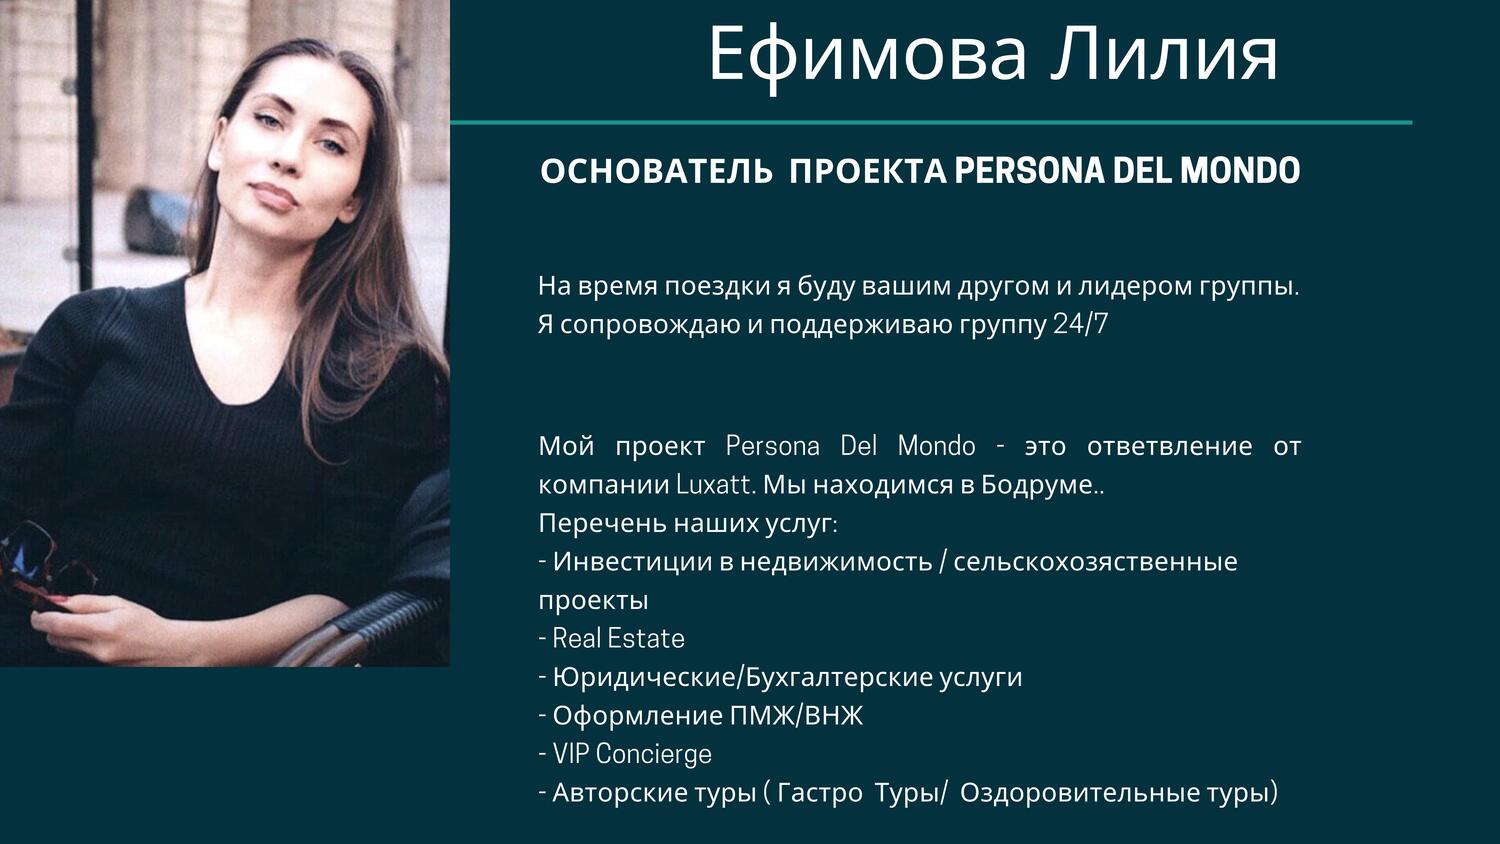 Ефимова Лилия
ОСНОВАТЕЛЬ ПРОЕКТА PERSONA DEL MONDO
На время поездки я буду вашим другом и лидером группы.
Я сопровождаю и поддерживаю группу 24/7
Мой проект Persona Del Mondo - это ответвление от
компании Luxatt. Мы находимся в Бодруме..
Перечень наших услуг:
- Инвестиции в недвижимость / сельскохозяственные
проекты
- Real Estate
- Юридические/Бухгалтерские услуги
- Оформление ПМЖ/ВНЖ
- VIP Concierge
- Авторские туры ( Гастро Туры/ Оздоровительные туры)